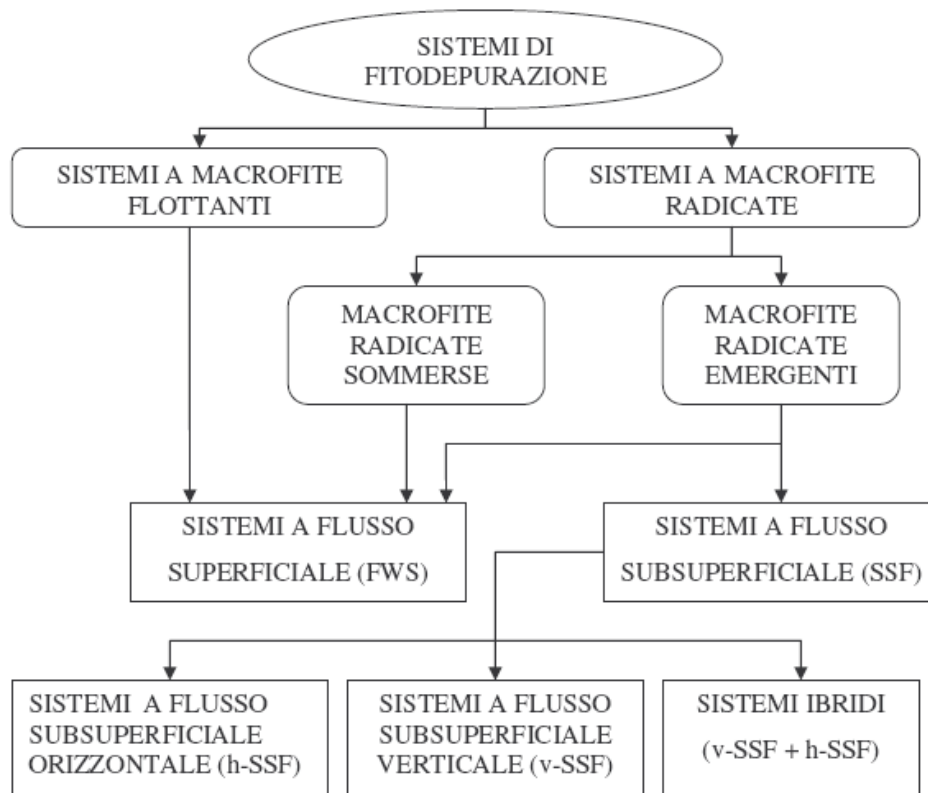 SISTEMI DI
FITODEPURAZIONE
SISTEMI A MACROFITE
FLOTTANTI
SISTEMI A MACROFITE
RADICATE
MACROFITE
RADICATE
SOMMERSE
MACROFITE
RADICATE
EMERGENTI
SISTEMI A FLUSSO
SUPERFICIALE (FWS)
SISTEMI A FLUSSO
SUBSUPERFICIALE (SSF)
SISTEMI A FLUSSO
SUBSUPERFICIALE
ORIZZONTALE (h-SSF)
SISTEMI A FLUSSO
SUBSUPERFICIALE
VERTICALE (v-SSF)
SISTEMI IBRIDI
(v-SSF + h-SSF)